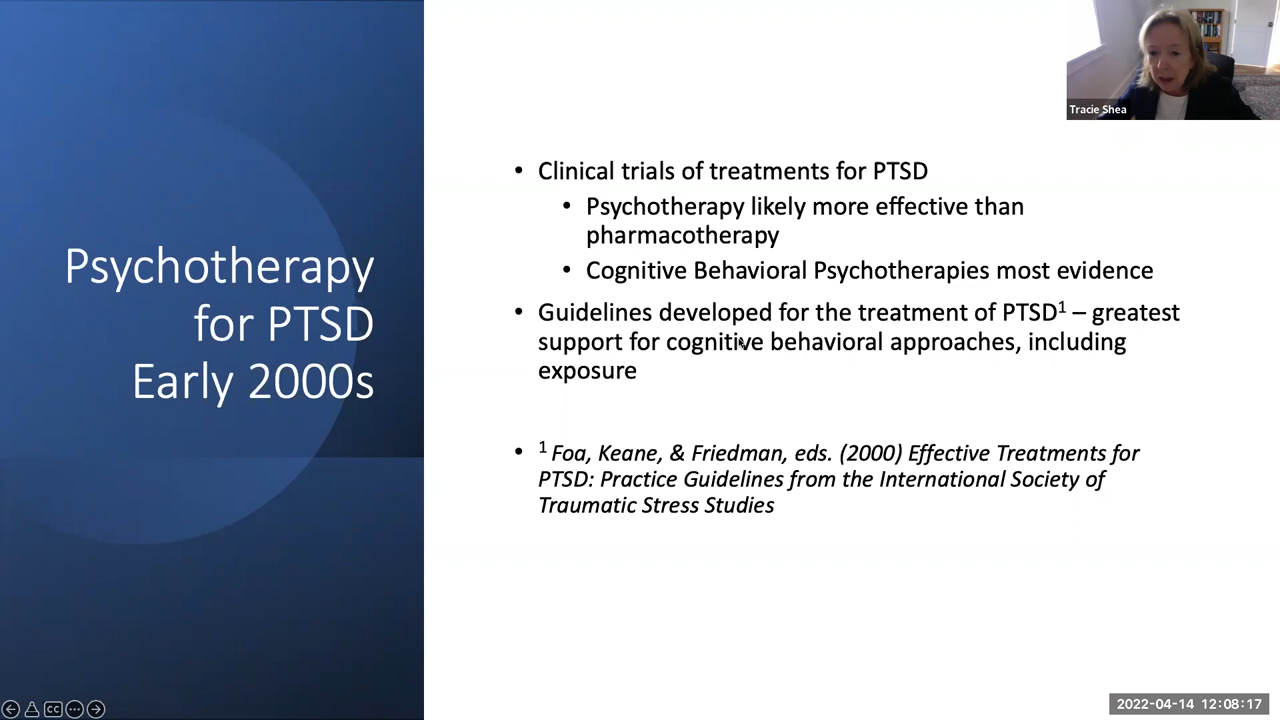 Psychotherapy
for PTSD
Early 2000s
Tracie Shea
• Clinical trials of treatments for PTSD
• Psychotherapy likely more effective than
pharmacotherapy
• Cognitive Behavioral Psychotherapies most evidence
• Guidelines developed for the treatment of PTSD¹ – greatest
support for cognitive behavioral approaches, including
exposure
• ¹ Foa, Keane, & Friedman, eds. (2000) Effective Treatments for
PTSD: Practice Guidelines from the International Society of
Traumatic Stress Studies
CC
2022-04-14 12:08:17